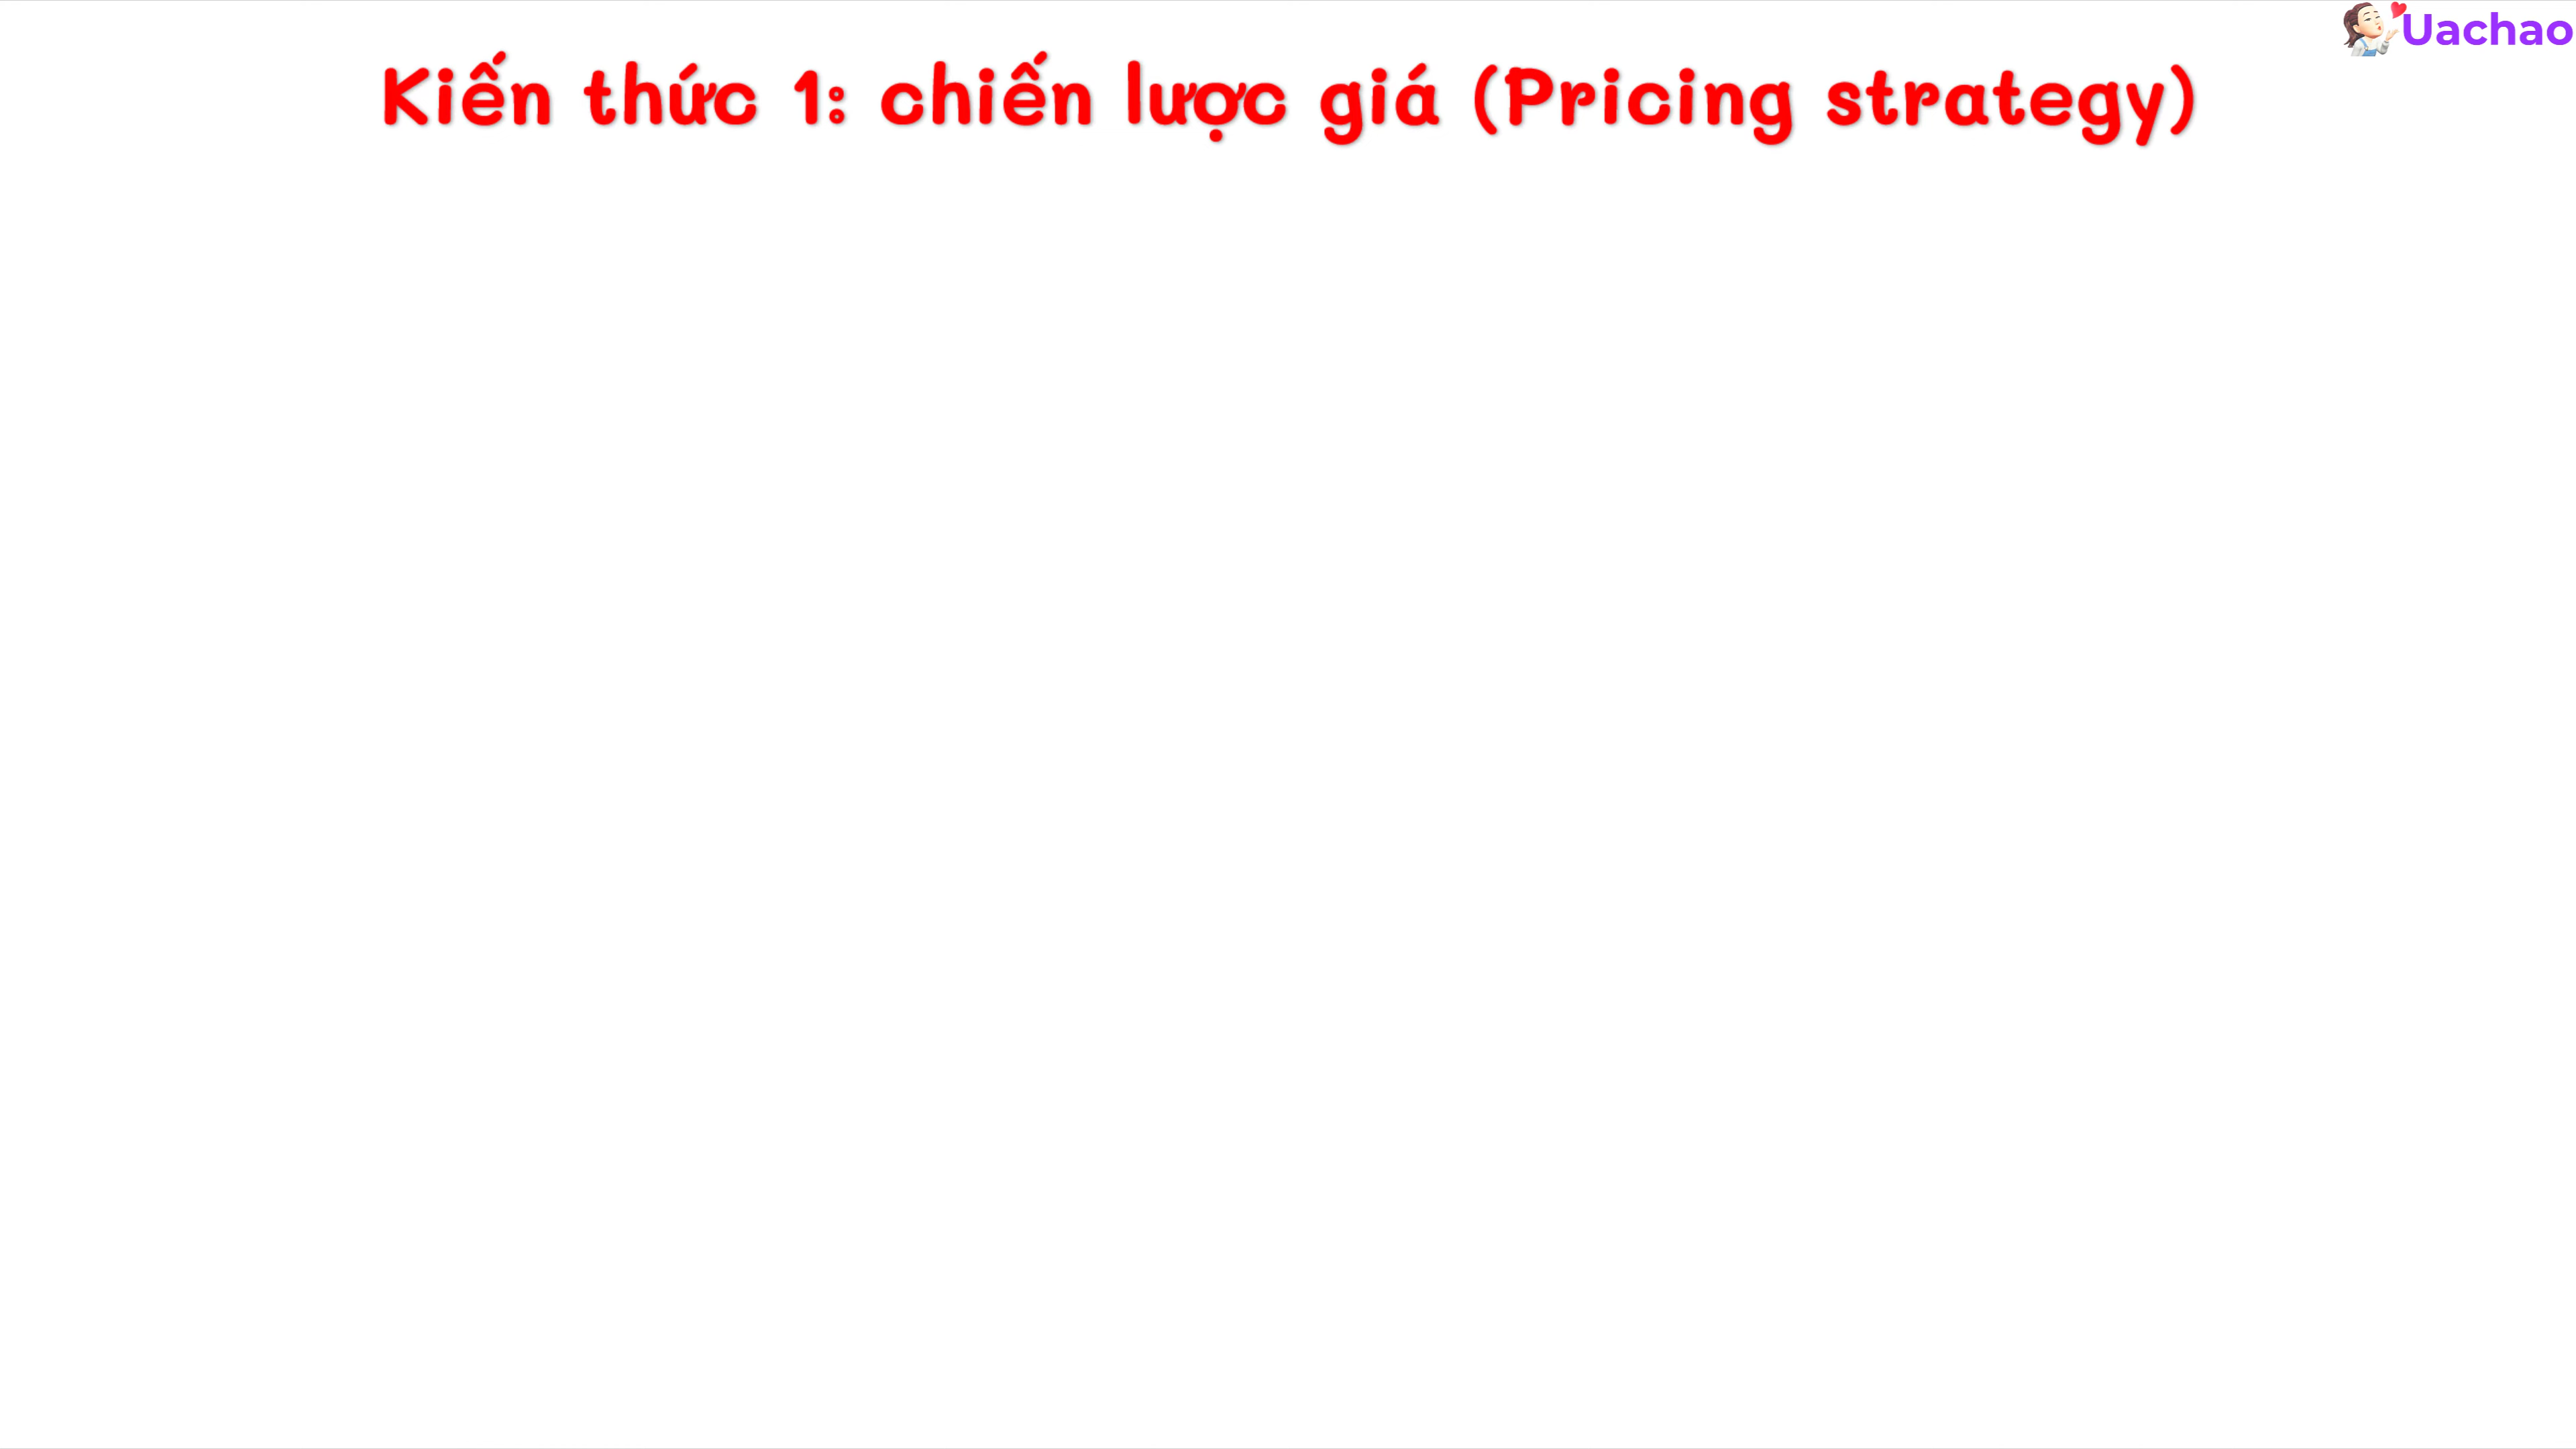 Uachao
Kiến thức 1: chiến lược giá (Pricing strategy)